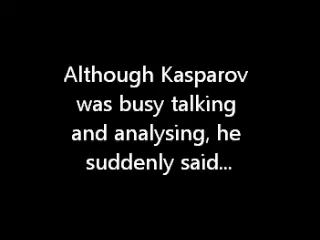 Although Kasparov
was busy talking
and analysing, he
suddenly said...